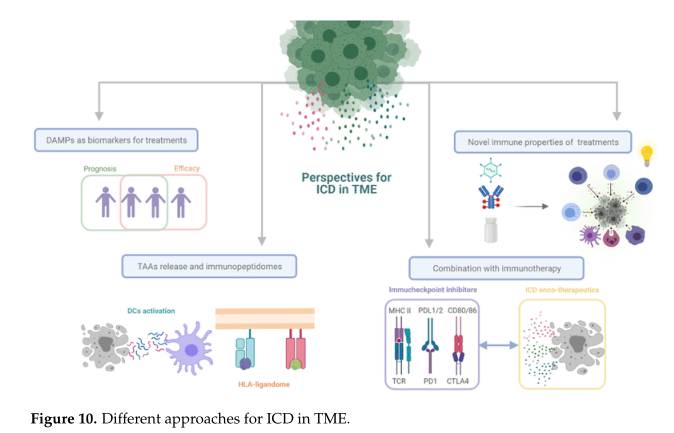 DAMPs as biomarkers for treatments
Prognosis
Efficacy
Perspectives for
ICD in TME
Novel immune properties of treatments
TAAs release and immunopeptidomes
DCs activation
HLA-ligandome
Combination with immunotherapy
Immucheckpoint inhibitors
MHC II PDL1/2 CD80/86
TCR PD1 CTLA4
ICD enco-therapeutics
Figure 10. Different approaches for ICD in TME.